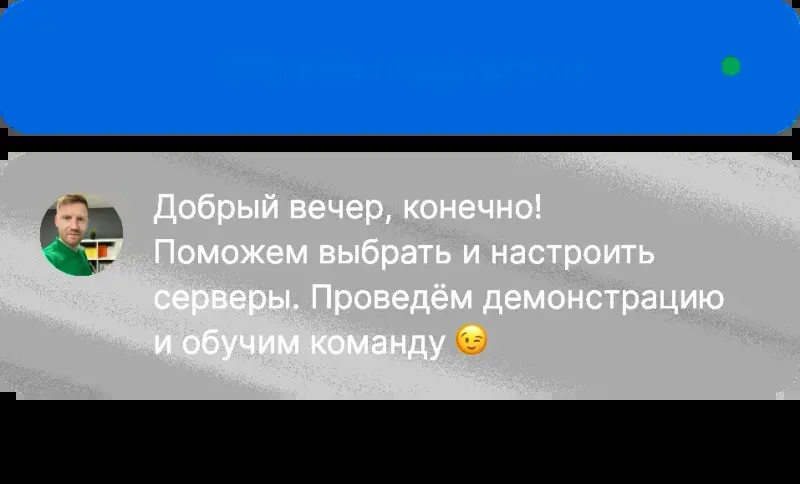 Добрый вечер, конечно!
Поможем выбрать и настроить
серверы. Проведём демонстрацию
и обучим команду 😉